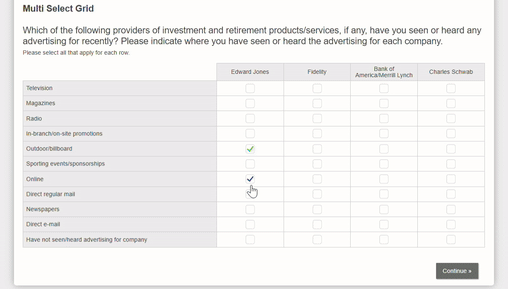 Multi Select Grid
Which of the following providers of investment and retirement products/services, if any, have you seen or heard any
advertising for recently? Please indicate where you have seen or heard the advertising for each company.
Please select all that apply for each row.
Edward Jones
Fidelity
Bank of
America/Merrill Lynch
Charles Schwab
Television
Magazines
Radio
In-branch/on-site promotions
Outdoor/billboard
Sporting events/sponsorships
Online
Direct regular mail
Newspapers
Direct e-mail
Have not seen/heard advertising for company
Continue »